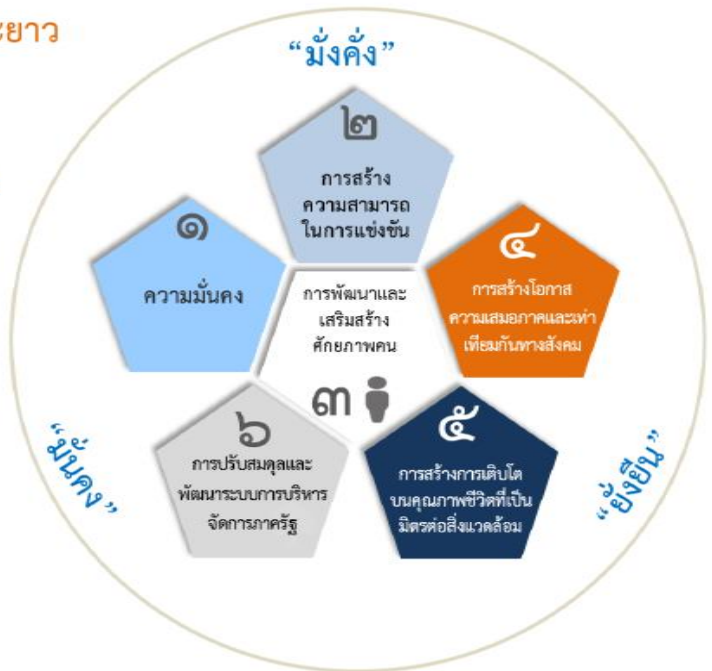 ะยาว
“มั่งคั่ง”
๒
การสร้าง
ความสามารถ
ในการแข่งขัน
๑
ความมั่นคง
การพัฒนาและ
เสริมสร้าง
ศักยภาพคน
๓
๔
การสร้างโอกาส
ความเสมอภาคและเท่า
เทียมกันทางสังคม
๖
การปรับสมดุลและ
พัฒนาระบบการบริหาร
จัดการภาครัฐ
๕
การสร้างการเติบโต
บนคุณภาพชีวิตที่เป็น
มิตรต่อสิ่งแวดล้อม
“มั่นคง”
“ยั่งยืน”